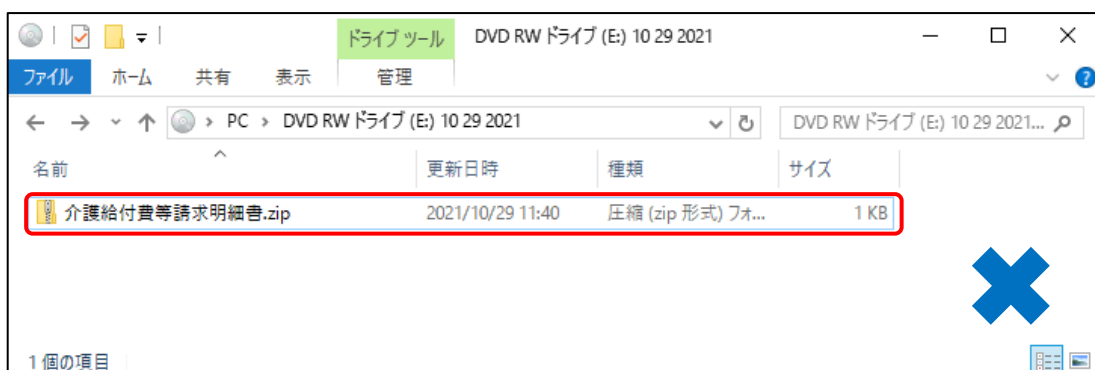 ドライブ ツール DVD RW ドライブ (E:) 10 29 2021
ファイル ホーム 共有 表示 管理
PC > DVD RW ドライブ (E:) 10 29 2021 DVD RW ドライブ (E:) 10 29 2021...
名前 更新日時 種類 サイズ
介護給付費等請求明細書.zip 2021/10/29 11:40 圧縮 (zip 形式) フォ... 1 KB
1 個の項目